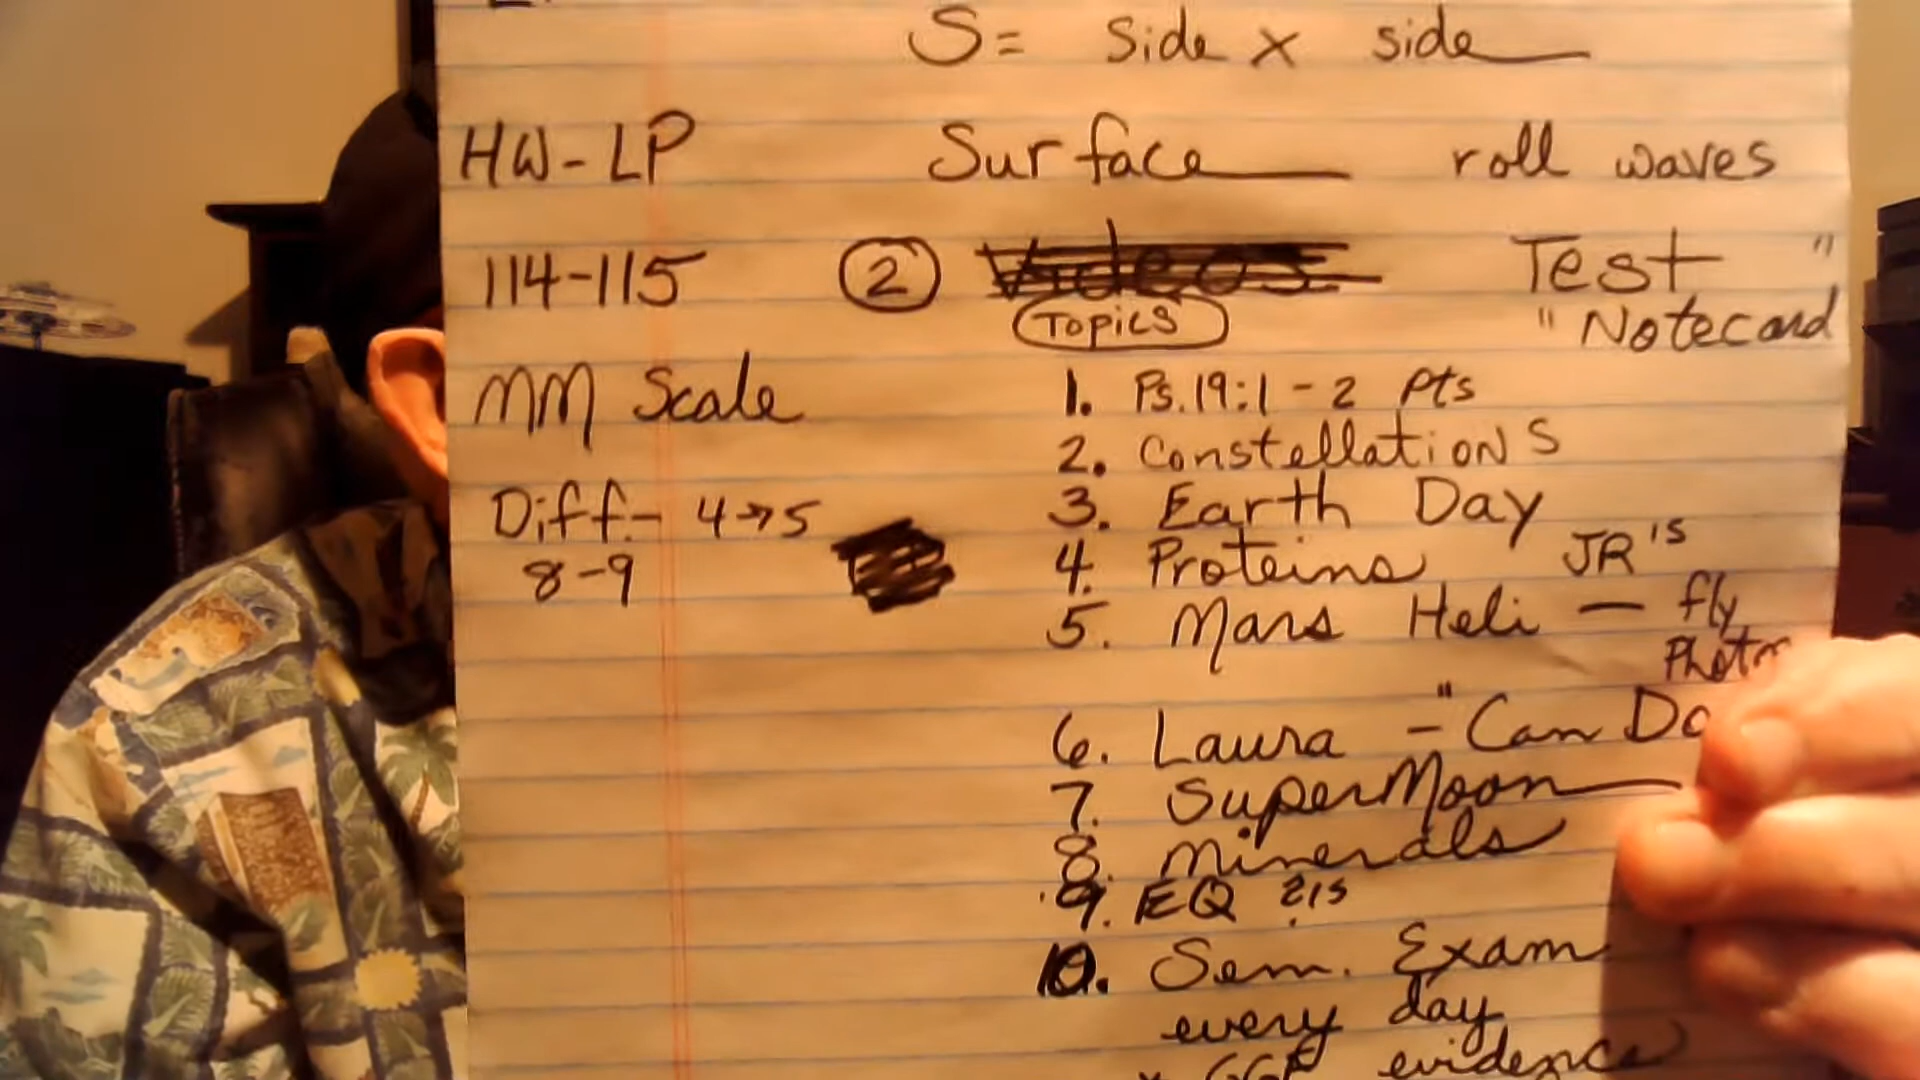 S= side x side
HW-LP Surface roll waves
114-115 2 Videos Test "
Topics "Notecard
MM Scale 1. Ps.19:1 - 2 pts
2. Constellations
Diff- 4→5 3. Earth Day
8-9 4. Proteins JR's
5. Mars Heli - fly
6. Laura - "Can Do
7. SuperMoon
8. Minerals
9. EQ ?'s
10. Sem. Exam
every day
evidence